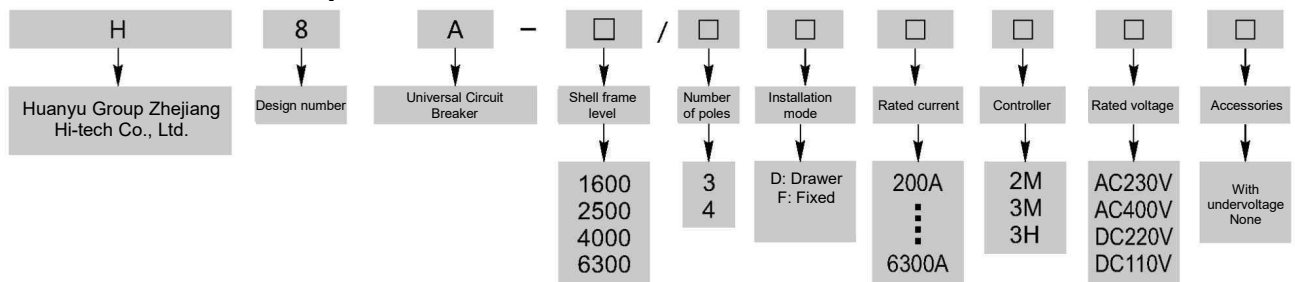 H 8 A - □ / □ □ □ □ □ □
Huanyu Group Zhejiang
Hi-tech Co., Ltd.
Design number
Universal Circuit
Breaker
Shell frame
level
Number
of poles
Installation
mode
Rated current
Controller
Rated voltage
Accessories
1600
2500
4000
6300
3
4
D: Drawer
F: Fixed
200A
6300A
2M
3M
3H
AC230V
AC400V
DC220V
DC110V
With
undervoltage
None